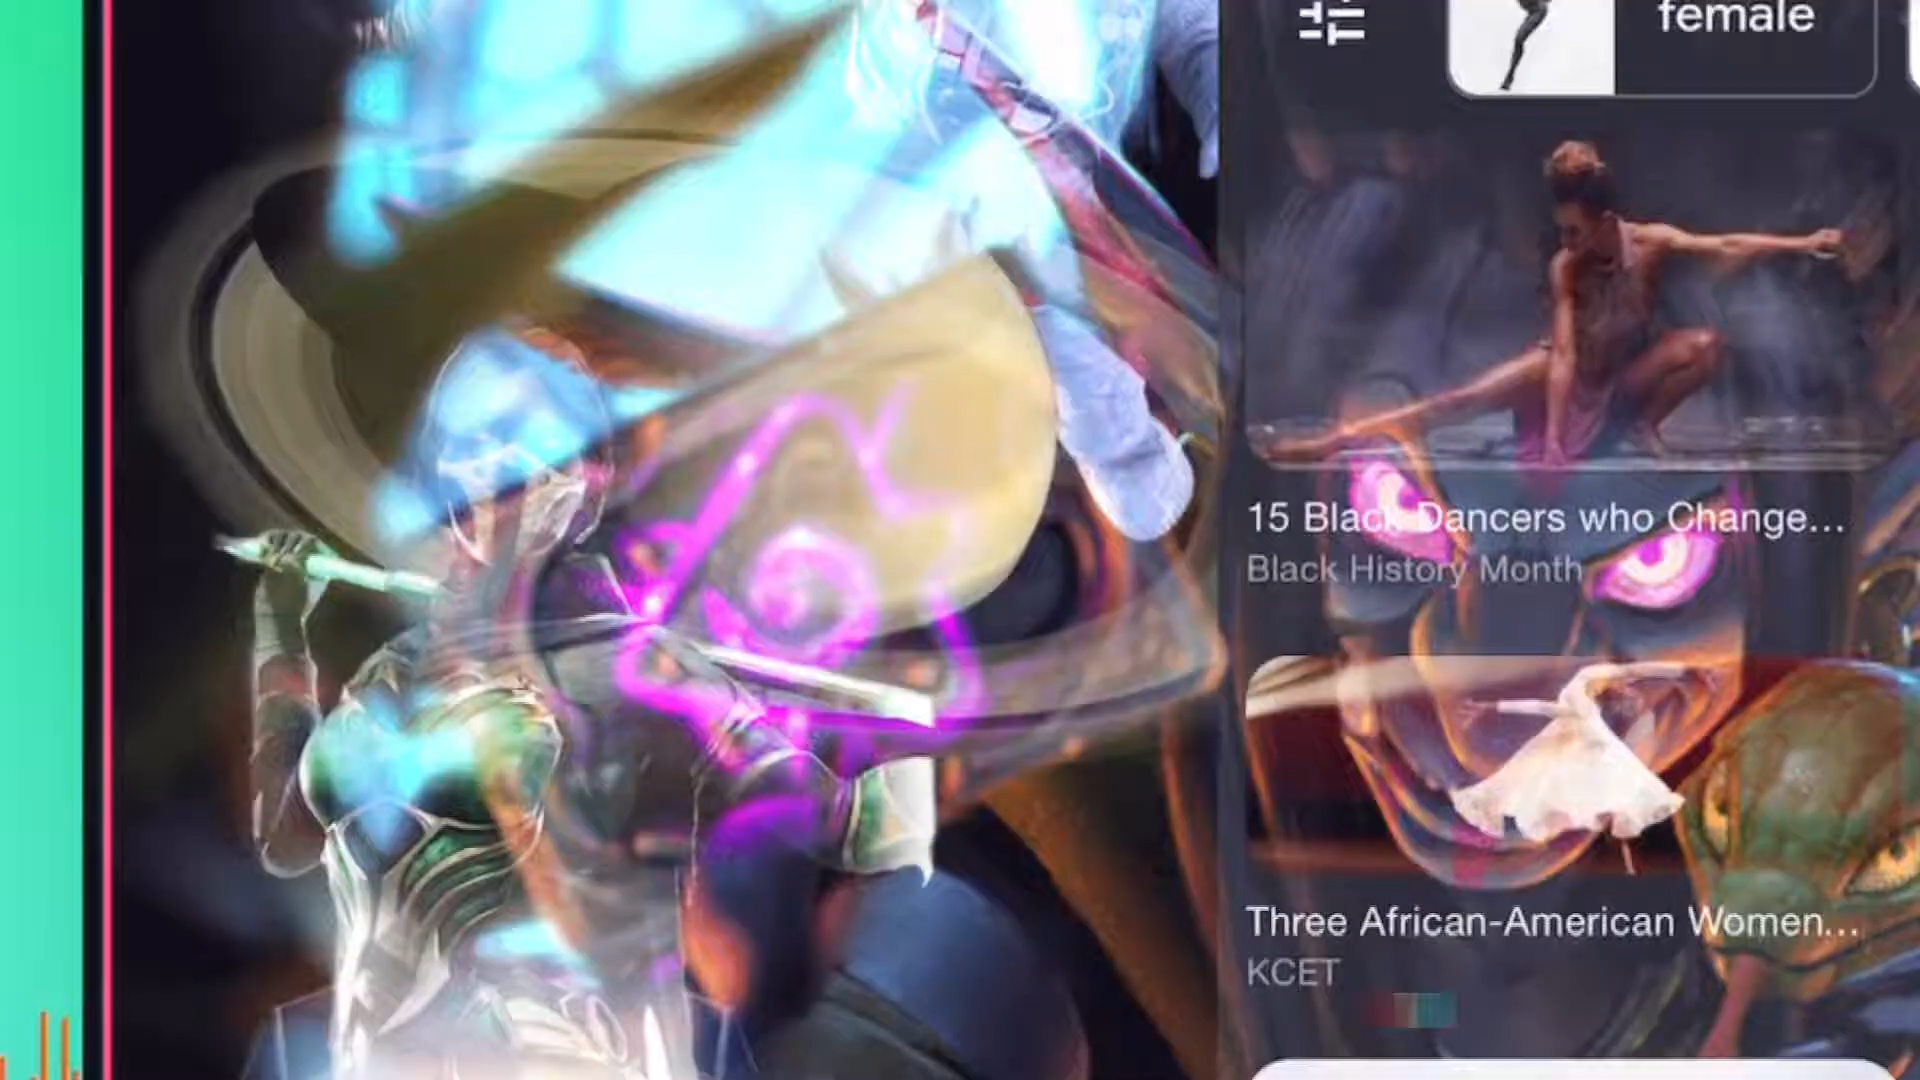 female
15 Black Dancers who Change...
Black History Month
Three African-American Women...
KCET